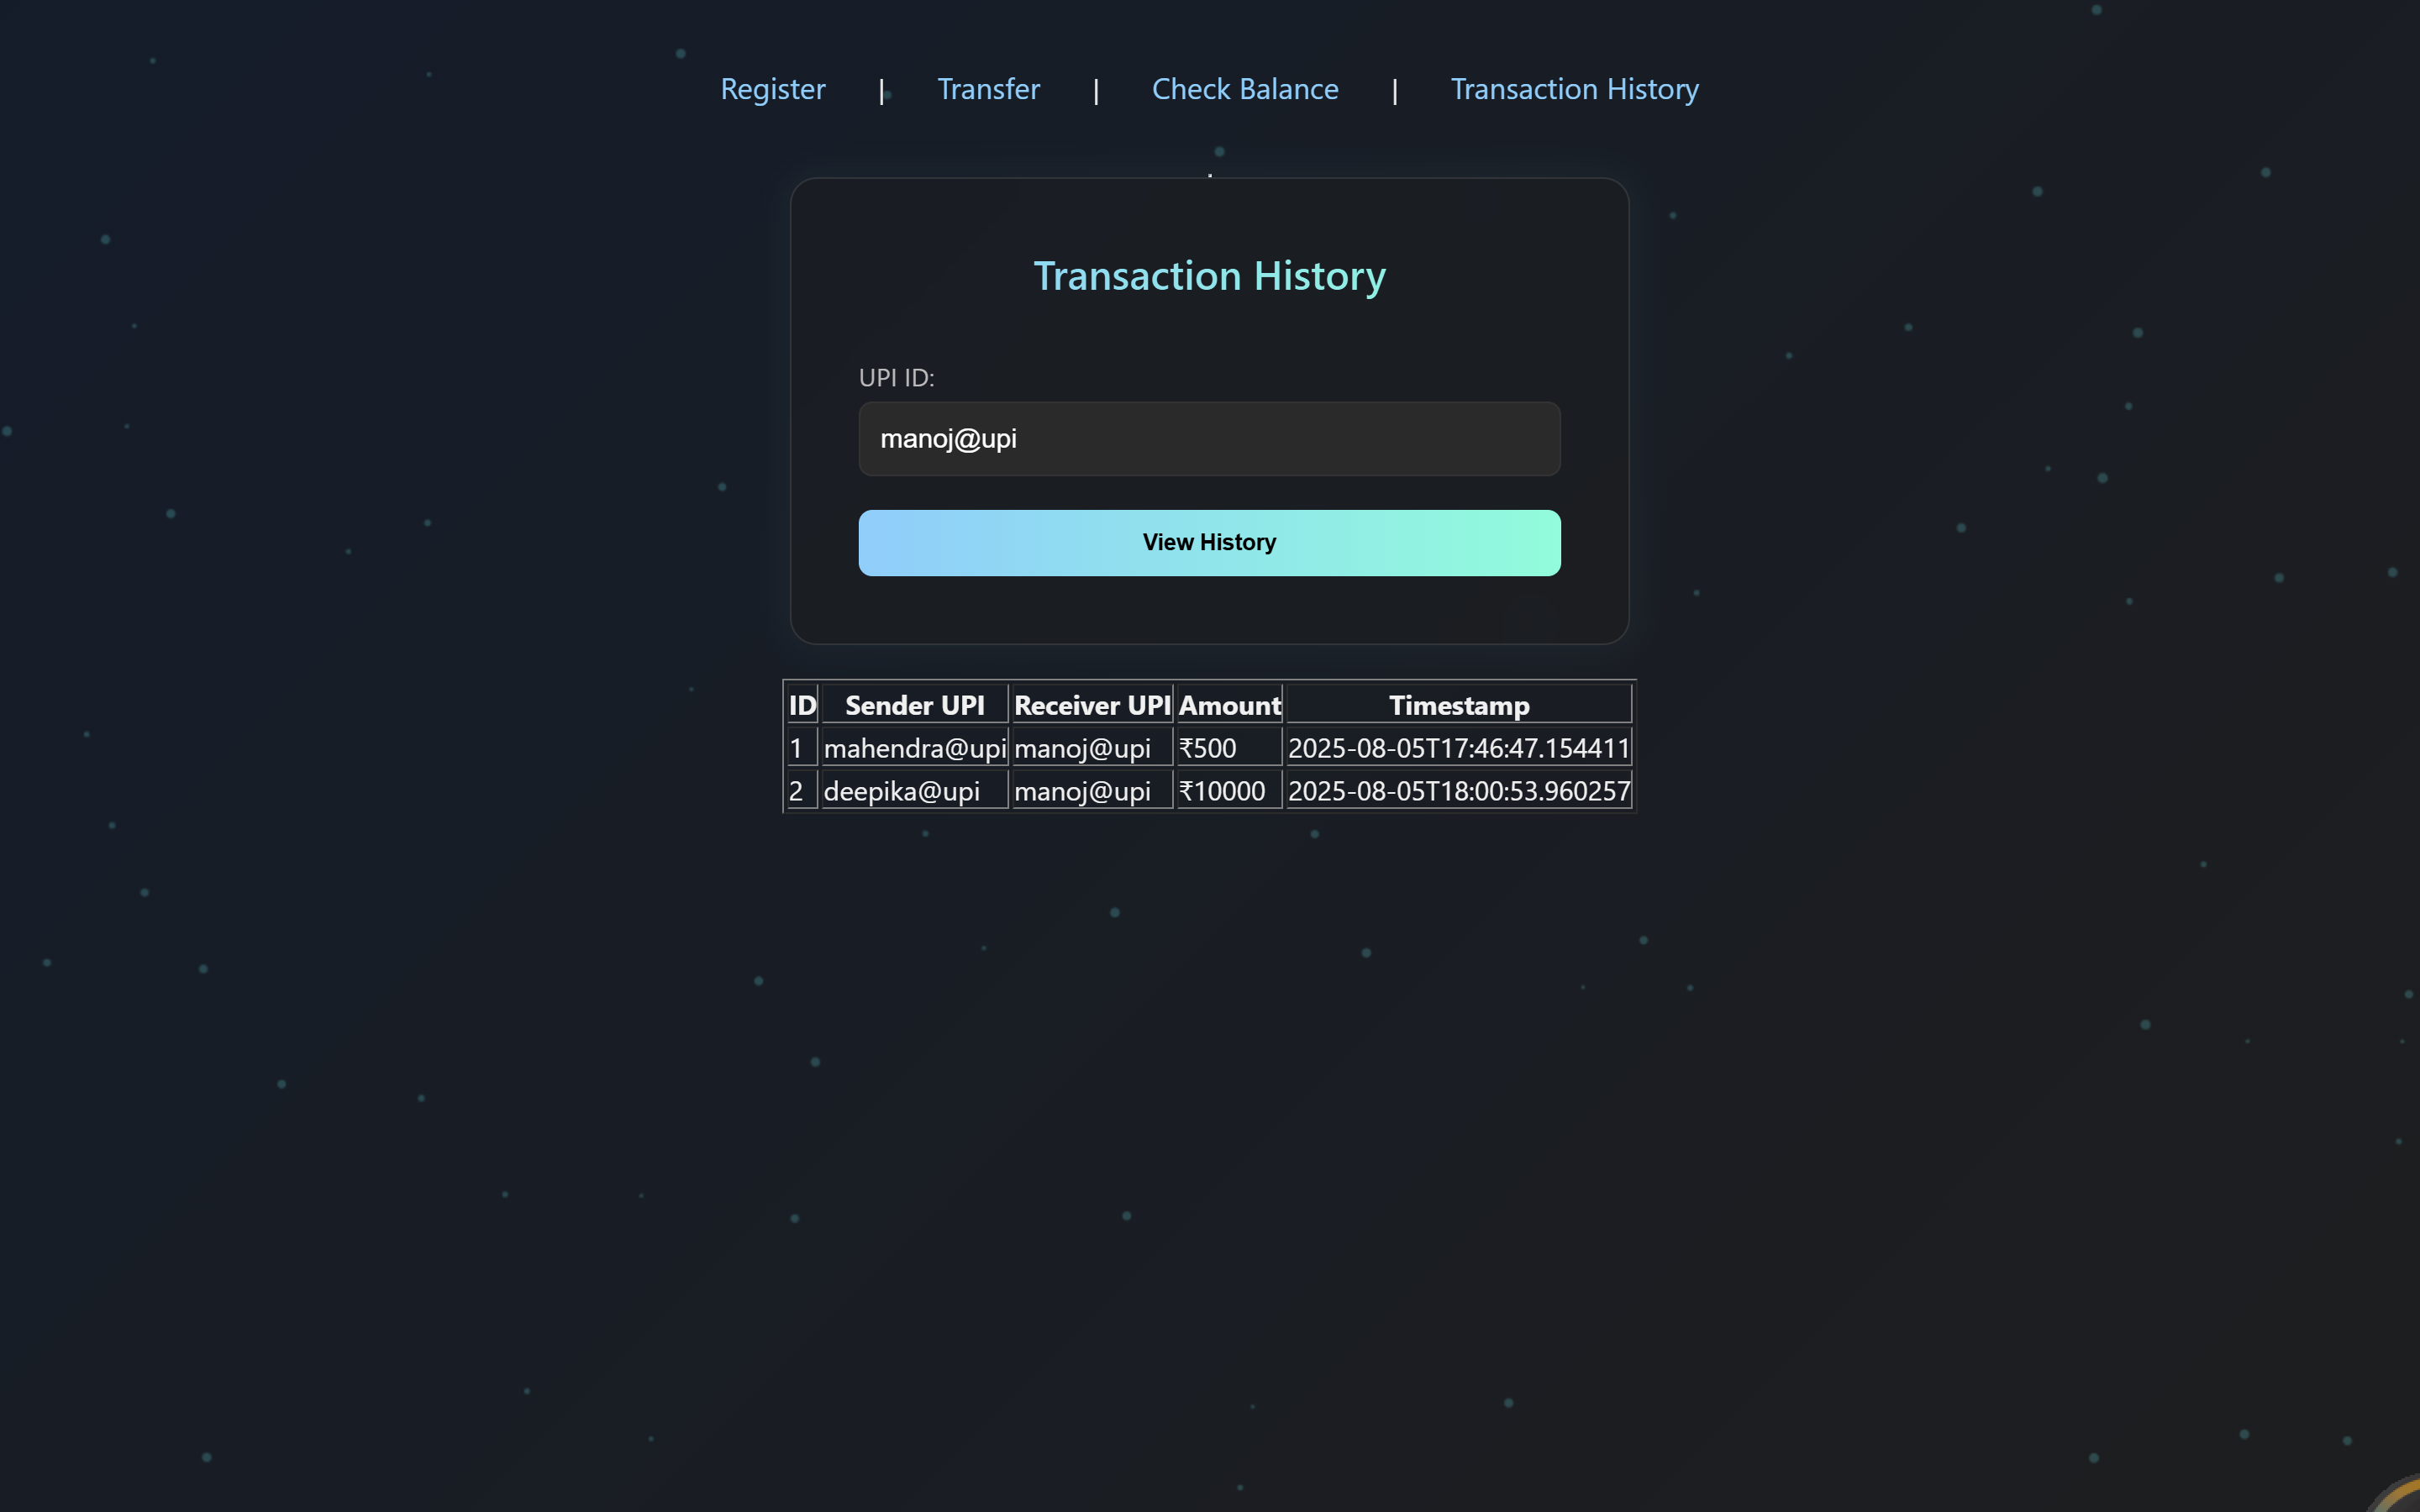 Register | Transfer | Check Balance | Transaction History
Transaction History
UPI ID:
manoj@upi
View History
ID Sender UPI Receiver UPI Amount Timestamp
1 mahendra@upi manoj@upi ₹500 2025-08-05T17:46:47.154411
2 deepika@upi manoj@upi ₹10000 2025-08-05T18:00:53.960257